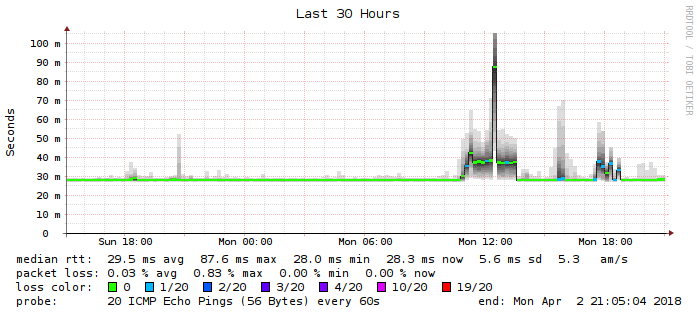 Last 30 Hours
RRDTOOL / TOBI OETIKER
Seconds
100 m
90 m
80 m
70 m
60 m
50 m
40 m
30 m
20 m
10 m
0
Sun 18:00 Mon 00:00 Mon 06:00 Mon 12:00 Mon 18:00
median rtt: 29.5 ms avg 87.6 ms max 28.0 ms min 28.3 ms now 5.6 ms sd 5.3 am/s
packet loss: 0.03 % avg 0.83 % max 0.00 % min 0.00 % now
loss color: 0 1/20 2/20 3/20 4/20 10/20 19/20
probe: 20 ICMP Echo Pings (56 Bytes) every 60s end: Mon Apr 2 21:05:04 2018